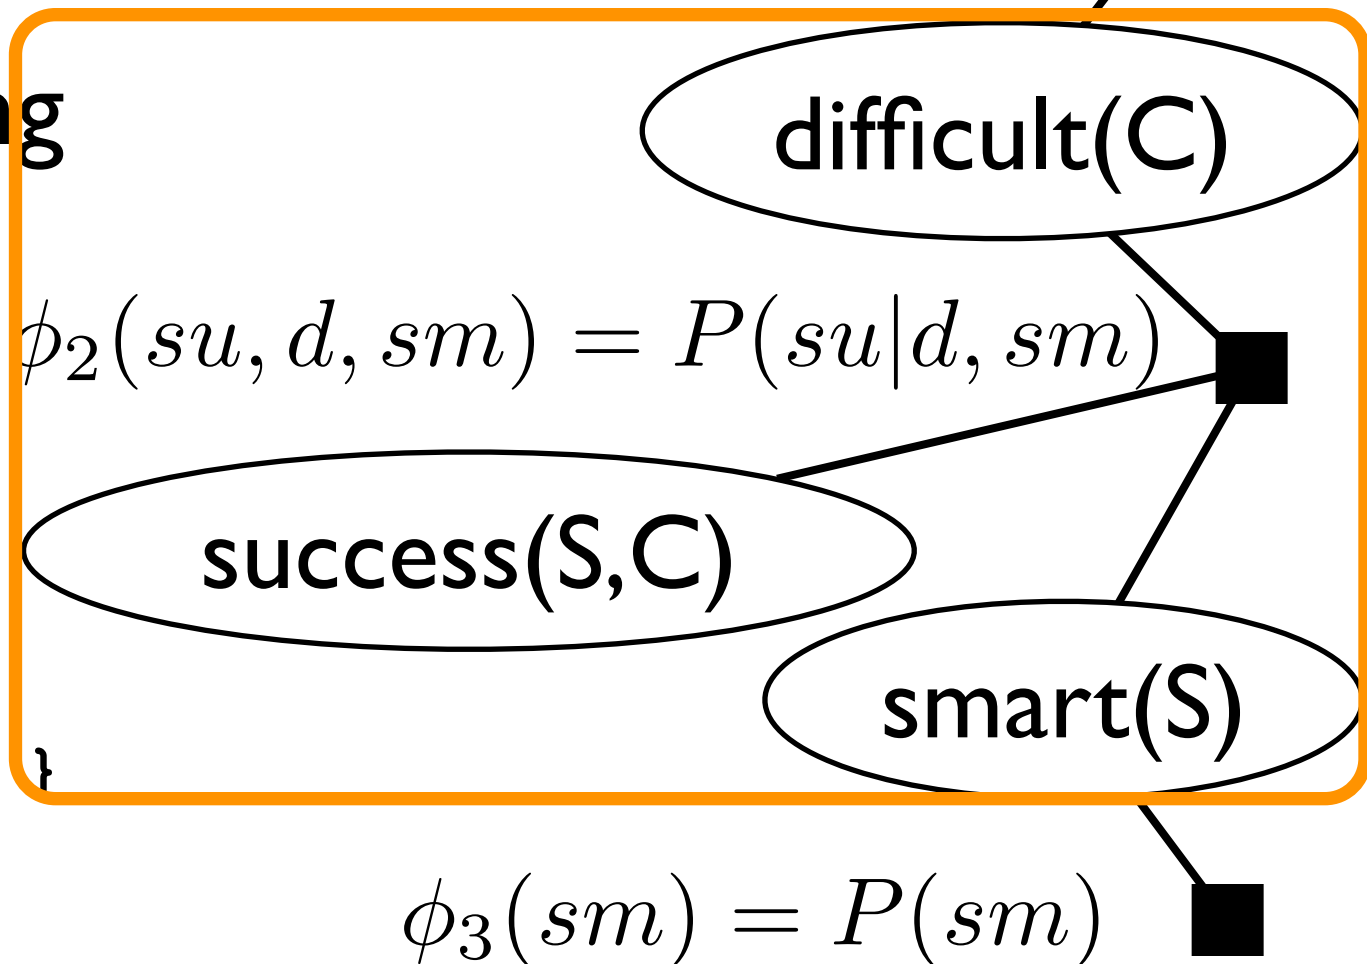 difficult(C)
ϕ₂(su, d, sm) = P(su|d, sm)
success(S,C)
smart(S)
}
ϕ₃(sm) = P(sm)